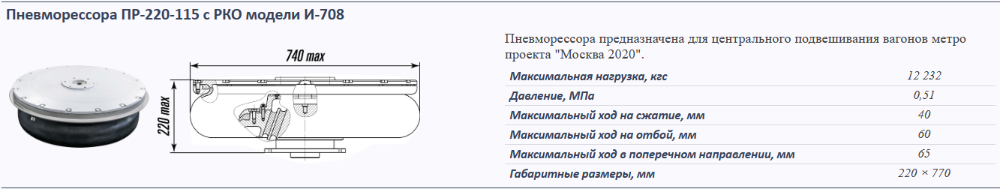 Пневморессора ПР-220-115 с РКО модели И-708
740 max
220 max
Пневморессора предназначена для центрального подвешивания вагонов метро
проекта "Москва 2020".
Максимальная нагрузка, кгс 12 232
Давление, МПа 0,51
Максимальный ход на сжатие, мм 40
Максимальный ход на отбой, мм 60
Максимальный ход в поперечном направлении, мм 65
Габаритные размеры, мм 220 × 770